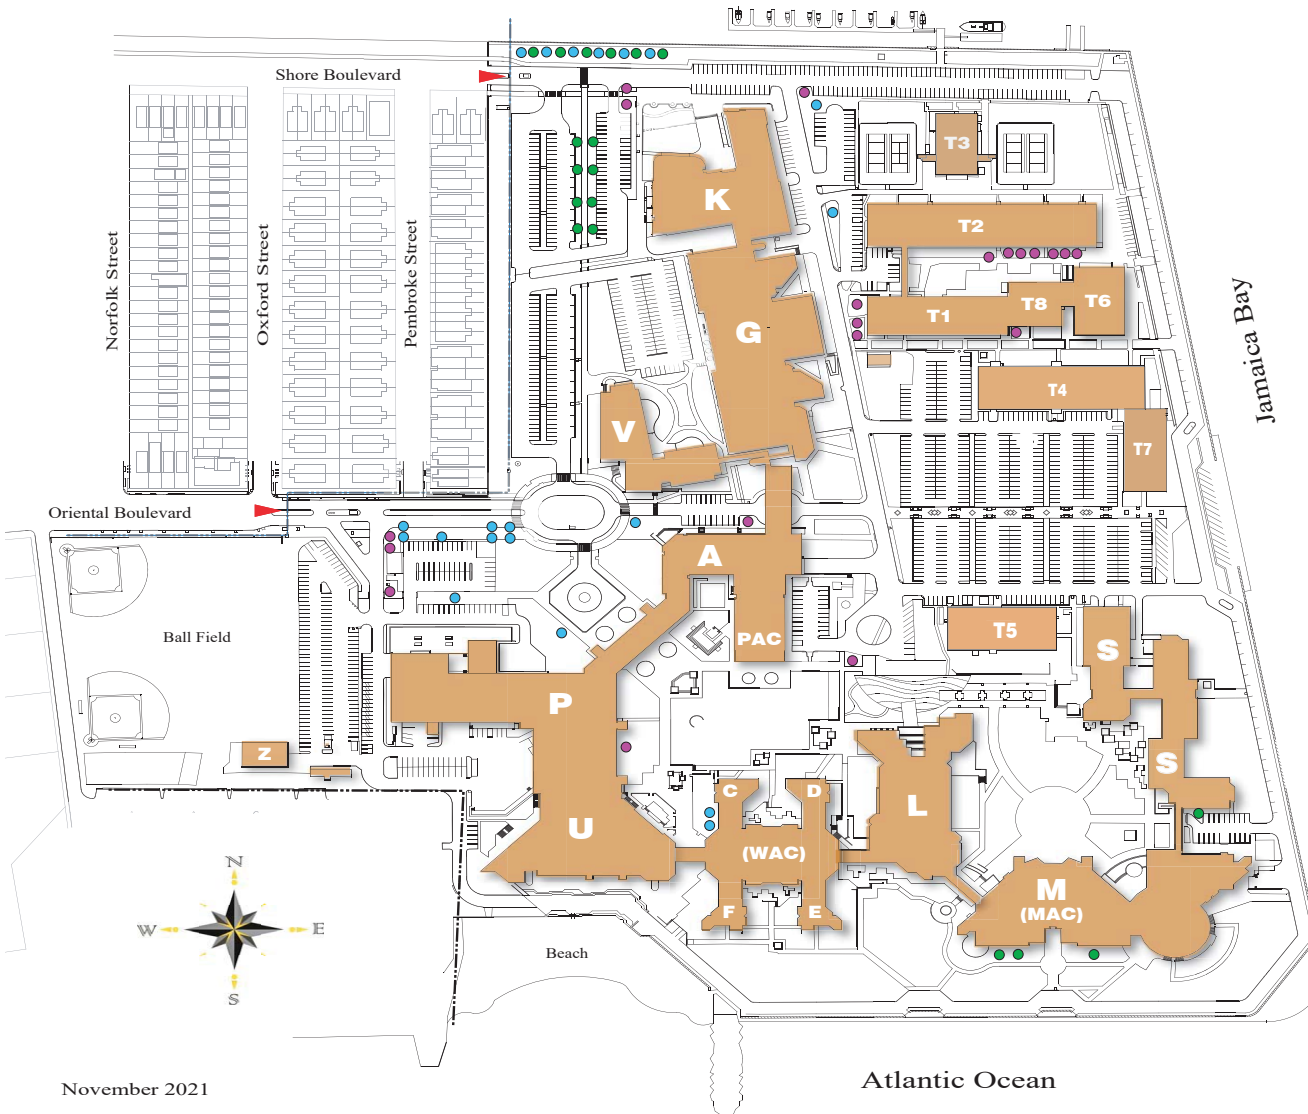 Shore Boulevard
T3
K
T2
Norfolk Street
Oxford Street
Pembroke Street
Jamaica Bay
T8
T6
T1
G
T4
V
T7
Oriental Boulevard
A
PAC
T5
S
Ball Field
P
Z
S
C
D
L
U
(WAC)
M
(MAC)
F
E
N
W
E
S
Beach
November 2021
Atlantic Ocean